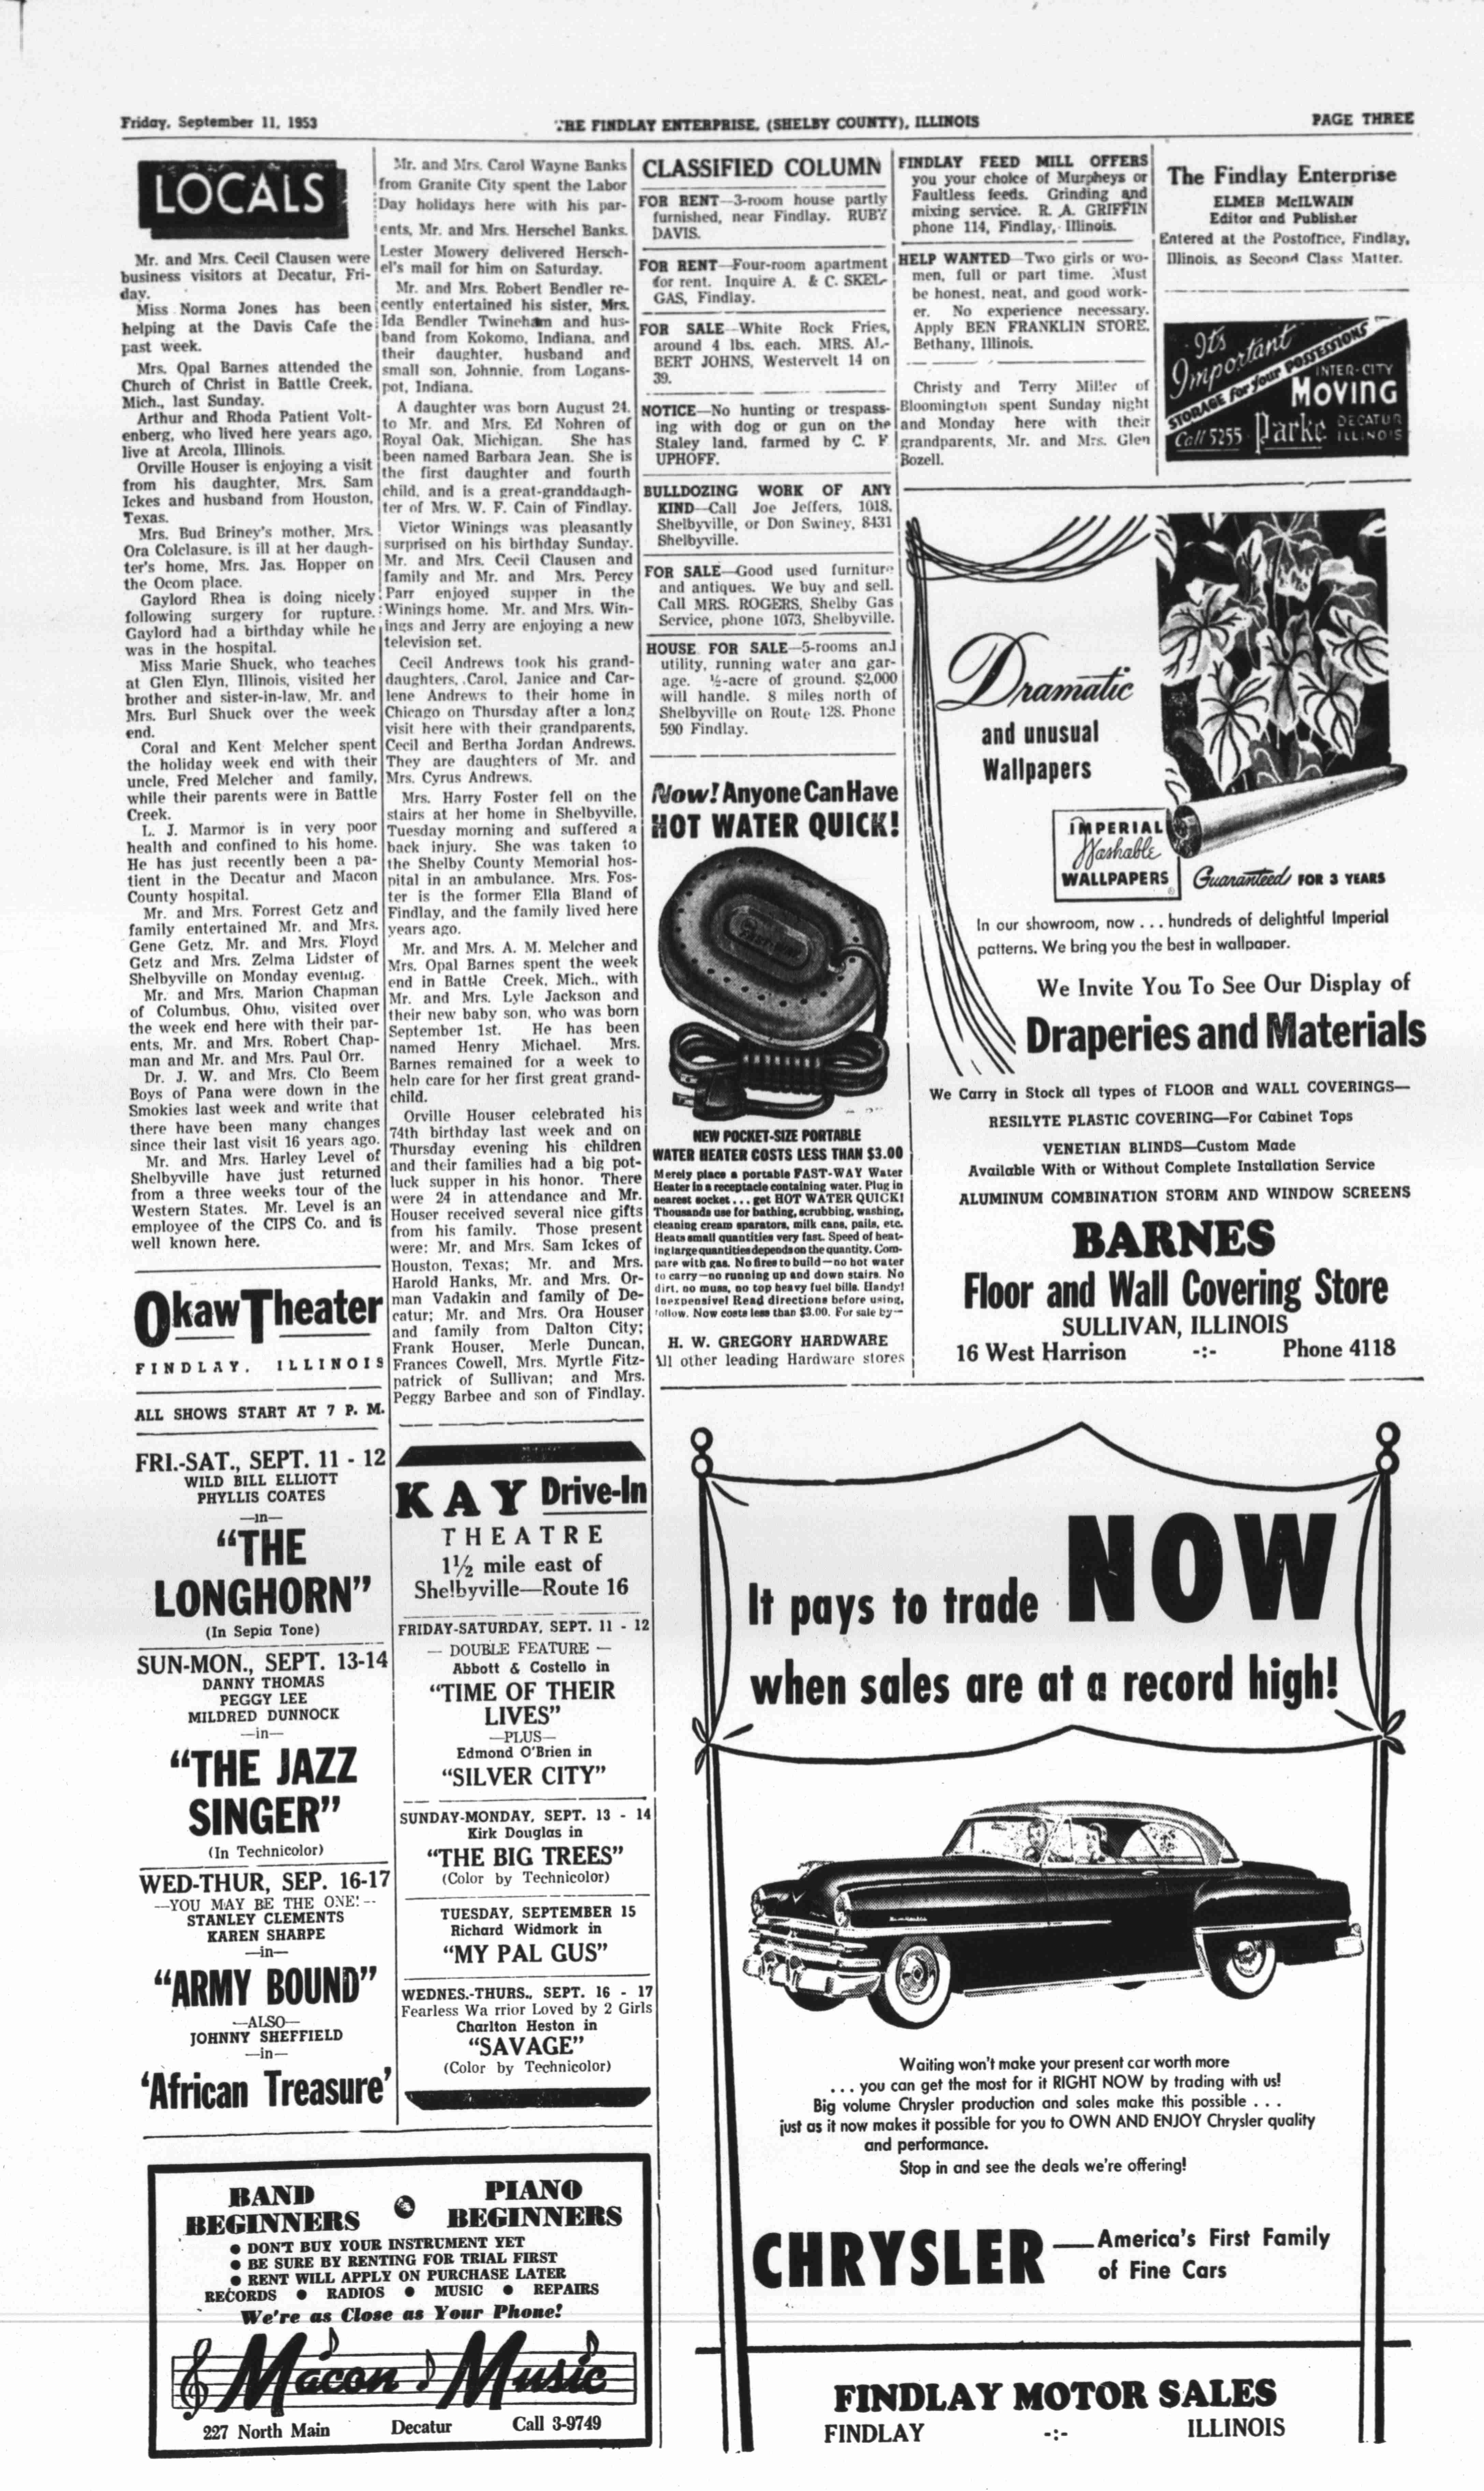 Friday, September 11, 1953
THE FINDLAY ENTERPRISE, (SHELBY COUNTY), ILLINOIS
PAGE THREE
LOCALS
Mr. and Mrs. Cecil Clausen were
business visitors at Decatur, Fri-
day.
Miss Norma Jones has been
helping at the Davis Cafe the
past week.
Mrs. Opal Barnes attended the
Church of Christ in Battle Creek,
Mich., last Sunday.
Arthur and Rhoda Patient Volt-
enberg, who lived here years ago,
live at Arcola, Illinois.
Orville Houser is enjoying a visit
from his daughter, Mrs. Sam
Ickes and husband from Houston,
Texas.
Mrs. Bud Briney's mother, Mrs.
Ora Colclasure, is ill at her daugh-
ter's home, Mrs. Jas. Hopper on
the Ocom place.
Gaylord Rhea is doing nicely
following surgery for rupture.
Gaylord had a birthday while he
was in the hospital.
Miss Marie Shuck, who teaches
at Glen Elyn, Illinois, visited her
brother and sister-in-law, Mr. and
Mrs. Burl Shuck over the week
end.
Coral and Kent Melcher spent
the holiday week end with their
uncle, Fred Melcher and family,
while their parents were in Battle
Creek.
L. J. Marmor is in very poor
health and confined to his home.
He has just recently been a pa-
tient in the Decatur and Macon
County hospital.
Mr. and Mrs. Forrest Getz and
family entertained Mr. and Mrs.
Gene Getz, Mr. and Mrs. Floyd
Getz and Mrs. Zelma Lidster of
Shelbyville on Monday evening.
Mr. and Mrs. Marion Chapman
of Columbus, Ohio, visited over
the week end here with their par-
ents, Mr. and Mrs. Robert Chap-
man and Mr. and Mrs. Paul Orr.
Dr. J. W. and Mrs. Clo Beem
Boys of Pana were down in the
Smokies last week and write that
there have been many changes
since their last visit 16 years ago.
Mr. and Mrs. Harley Level of
Shelbyville have just returned
from a three weeks tour of the
Western States. Mr. Level is an
employee of the CIPS Co. and is
well known here.
Okaw Theater
FINDLAY, ILLINOIS
ALL SHOWS START AT 7 P. M.
FRI.-SAT., SEPT. 11 - 12
WILD BILL ELLIOTT
PHYLLIS COATES
—in—
"THE
LONGHORN"
(In Sepia Tone)
SUN-MON., SEPT. 13-14
DANNY THOMAS
PEGGY LEE
MILDRED DUNNOCK
—in—
"THE JAZZ
SINGER"
(In Technicolor)
WED-THUR, SEP. 16-17
—YOU MAY BE THE ONE!--
STANLEY CLEMENTS
KAREN SHARPE
—in—
"ARMY BOUND"
—ALSO—
JOHNNY SHEFFIELD
—in—
'African Treasure'
Mr. and Mrs. Carol Wayne Banks
from Granite City spent the Labor
Day holidays here with his par-
ents, Mr. and Mrs. Herschel Banks.
Lester Mowery delivered Hersch-
el's mail for him on Saturday.
Mr. and Mrs. Robert Bendler re-
cently entertained his sister, Mrs.
Ida Bendler Twineham and hus-
band from Kokomo, Indiana, and
their daughter, husband and
small son, Johnnie, from Logans-
pot, Indiana.
A daughter was born August 24,
to Mr. and Mrs. Ed Nohren of
Royal Oak, Michigan. She has
been named Barbara Jean. She is
the first daughter and fourth
child, and is a great-granddaugh-
ter of Mrs. W. F. Cain of Findlay.
Victor Winings was pleasantly
surprised on his birthday Sunday.
Mr. and Mrs. Cecil Clausen and
family and Mr. and Mrs. Percy
Parr enjoyed supper in the
Winings home. Mr. and Mrs. Win-
ings and Jerry are enjoying a new
television set.
Cecil Andrews took his grand-
daughters, Carol, Janice and Car-
lene Andrews to their home in
Chicago on Thursday after a long
visit here with their grandparents,
Cecil and Bertha Jordan Andrews.
They are daughters of Mr. and
Mrs. Cyrus Andrews.
Mrs. Harry Foster fell on the
stairs at her home in Shelbyville,
Tuesday morning and suffered a
back injury. She was taken to
the Shelby County Memorial hos-
pital in an ambulance. Mrs. Fos-
ter is the former Ella Bland of
Findlay, and the family lived here
years ago.
Mr. and Mrs. A. M. Melcher and
Mrs. Opal Barnes spent the week
end in Battle Creek, Mich., with
Mr. and Mrs. Lyle Jackson and
their new baby son, who was born
September 1st. He has been
named Henry Michael. Mrs.
Barnes remained for a week to
help care for her first great grand-
child.
Orville Houser celebrated his
74th birthday last week and on
Thursday evening his children
and their families had a big pot-
luck supper in his honor. There
were 24 in attendance and Mr.
Houser received several nice gifts
from his family. Those present
were: Mr. and Mrs. Sam Ickes of
Houston, Texas; Mr. and Mrs.
Harold Hanks, Mr. and Mrs. Or-
man Vadakin and family of De-
catur; Mr. and Mrs. Ora Houser
and family from Dalton City;
Frank Houser, Merle Duncan,
Frances Cowell, Mrs. Myrtle Fitz-
patrick of Sullivan; and Mrs.
Peggy Barbee and son of Findlay.
KAY Drive-In
THEATRE
1½ mile east of
Shelbyville—Route 16
FRIDAY-SATURDAY, SEPT. 11 - 12
— DOUBLE FEATURE —
Abbott & Costello in
"TIME OF THEIR
LIVES"
—PLUS—
Edmond O'Brien in
"SILVER CITY"
SUNDAY-MONDAY, SEPT. 13 - 14
Kirk Douglas in
"THE BIG TREES"
(Color by Technicolor)
TUESDAY, SEPTEMBER 15
Richard Widmork in
"MY PAL GUS"
WEDNES.-THURS., SEPT. 16 - 17
Fearless Wa rrior Loved by 2 Girls
Charlton Heston in
"SAVAGE"
(Color by Technicolor)
BAND
BEGINNERS
PIANO
BEGINNERS
• DON'T BUY YOUR INSTRUMENT YET
• BE SURE BY RENTING FOR TRIAL FIRST
• RENT WILL APPLY ON PURCHASE LATER
RECORDS • RADIOS • MUSIC • REPAIRS
We're as Close as Your Phone!
Macon Music
227 North Main Decatur Call 3-9749
CLASSIFIED COLUMN
FOR RENT—3-room house partly
furnished, near Findlay. RUBY
DAVIS.
FOR RENT—Four-room apartment
for rent. Inquire A. & C. SKEL-
GAS, Findlay.
FOR SALE—White Rock Fries,
around 4 lbs. each. MRS. AL-
BERT JOHNS, Westervelt 14 on
39.
NOTICE—No hunting or trespass-
ing with dog or gun on the
Staley land, farmed by C. F.
UPHOFF.
BULLDOZING WORK OF ANY
KIND—Call Joe Jeffers, 1018,
Shelbyville, or Don Swiney, 8431
Shelbyville.
FOR SALE—Good used furniture
and antiques. We buy and sell.
Call MRS. ROGERS, Shelby Gas
Service, phone 1073, Shelbyville.
HOUSE FOR SALE—5-rooms and
utility, running water and gar-
age. ½-acre of ground. $2,000
will handle. 8 miles north of
Shelbyville on Route 128. Phone
590 Findlay.
Now! Anyone Can Have
HOT WATER QUICK!
NEW POCKET-SIZE PORTABLE
WATER HEATER COSTS LESS THAN $3.00
Merely place a portable FAST-WAY Water
Heater in a receptacle containing water. Plug in
nearest socket... get HOT WATER QUICK!
Thousands use for bathing, scrubbing, washing,
cleaning cream sparators, milk cans, pails, etc.
Heats small quantities very fast. Speed of heat-
ing large quantities depends on the quantity. Com-
pare with gas. No fires to build—no hot water
to carry—no running up and down stairs. No
dirt, no muss, no top heavy fuel bills. Handy!
Inexpensive! Read directions before using,
follow. Now costs less than $3.00. For sale by—
H. W. GREGORY HARDWARE
All other leading Hardware stores
FINDLAY FEED MILL OFFERS
you your choice of Murpheys or
Faultless feeds. Grinding and
mixing service. R. A. GRIFFIN
phone 114, Findlay, Illinois.
HELP WANTED—Two girls or wo-
men, full or part time. Must
be honest, neat, and good work-
er. No experience necessary.
Apply BEN FRANKLIN STORE,
Bethany, Illinois.
Christy and Terry Miller of
Bloomington spent Sunday night
and Monday here with their
grandparents, Mr. and Mrs. Glen
Bozell.
The Findlay Enterprise
ELMER McILWAIN
Editor and Publisher
Entered at the Postoffice, Findlay,
Illinois, as Second Class Matter.
It's
Important
STORAGE for your POSSESSIONS
INTER-CITY
MOVING
Call 5255 Parke DECATUR
ILLINOIS
Dramatic
and unusual
Wallpapers
IMPERIAL
Washable
WALLPAPERS
Guaranteed FOR 3 YEARS
In our showroom, now ... hundreds of delightful Imperial
patterns. We bring you the best in wallpaper.
We Invite You To See Our Display of
Draperies and Materials
We Carry in Stock all types of FLOOR and WALL COVERINGS—
RESILYTE PLASTIC COVERING—For Cabinet Tops
VENETIAN BLINDS—Custom Made
Available With or Without Complete Installation Service
ALUMINUM COMBINATION STORM AND WINDOW SCREENS
BARNES
Floor and Wall Covering Store
SULLIVAN, ILLINOIS
16 West Harrison -:- Phone 4118
It pays to trade NOW
when sales are at a record high!
Waiting won't make your present car worth more
... you can get the most for it RIGHT NOW by trading with us!
Big volume Chrysler production and sales make this possible ...
just as it now makes it possible for you to OWN AND ENJOY Chrysler quality
and performance.
Stop in and see the deals we're offering!
CHRYSLER — America's First Family
of Fine Cars
FINDLAY MOTOR SALES
FINDLAY -:- ILLINOIS